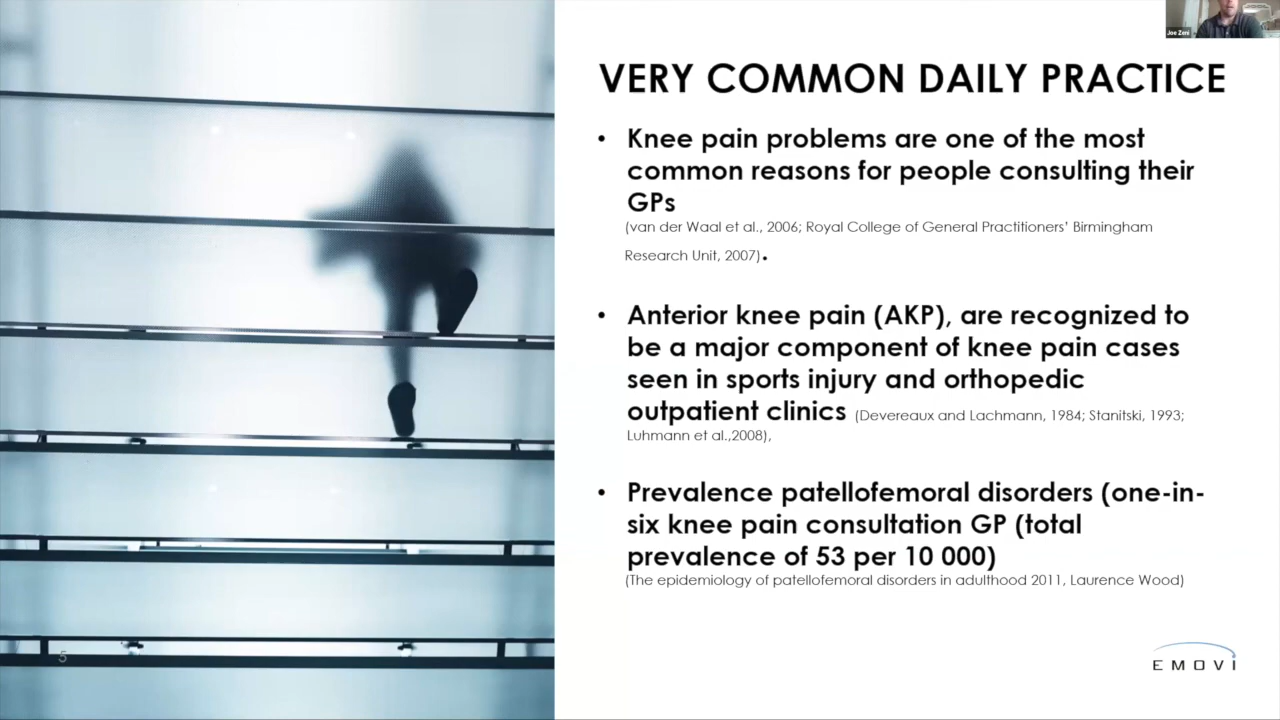 Joe Zeni
VERY COMMON DAILY PRACTICE
• Knee pain problems are one of the most
common reasons for people consulting their
GPs
(van der Waal et al., 2006; Royal College of General Practitioners' Birmingham
Research Unit, 2007).
• Anterior knee pain (AKP), are recognized to
be a major component of knee pain cases
seen in sports injury and orthopedic
outpatient clinics (Devereaux and Lachmann, 1984; Stanitski, 1993;
Luhmann et al.,2008),
• Prevalence patellofemoral disorders (one-in-
six knee pain consultation GP (total
prevalence of 53 per 10 000)
(The epidemiology of patellofemoral disorders in adulthood 2011, Laurence Wood)
5
EMOVI